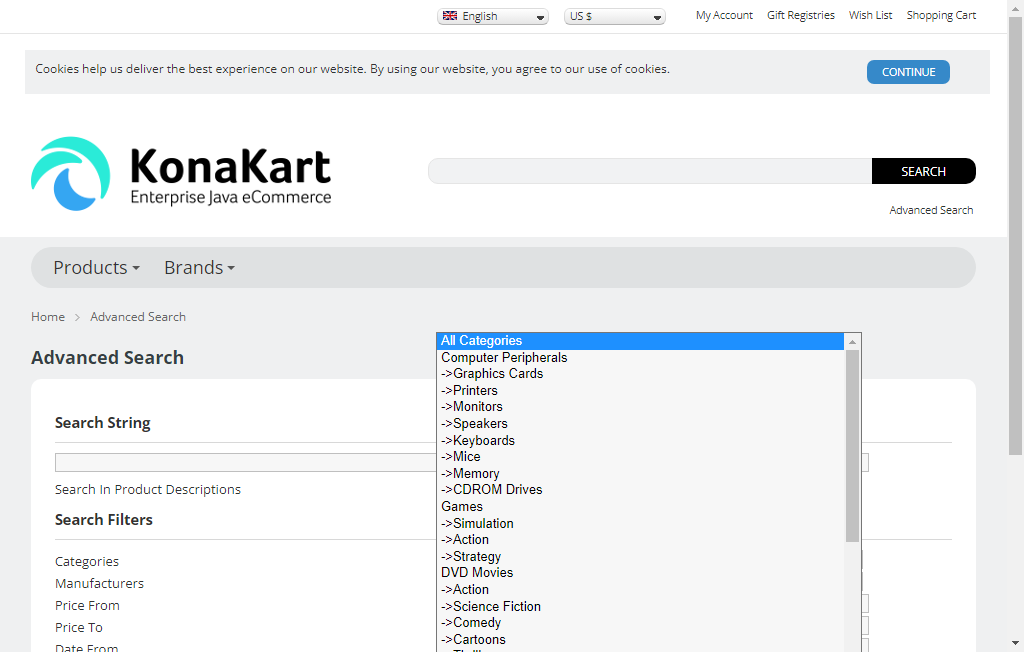 English
US $
My Account
Gift Registries
Wish List
Shopping Cart
Cookies help us deliver the best experience on our website. By using our website, you agree to our use of cookies.
CONTINUE
KonaKart
Enterprise Java eCommerce
SEARCH
Advanced Search
Products
Brands
Home
Advanced Search
Advanced Search
All Categories
Computer Peripherals
->Graphics Cards
->Printers
->Monitors
->Speakers
->Keyboards
->Mice
->Memory
->CDROM Drives
Games
->Simulation
->Action
->Strategy
DVD Movies
->Action
->Science Fiction
->Comedy
->Cartoons
Search String
Search In Product Descriptions
Search Filters
Categories
Manufacturers
Price From
Price To
Date From